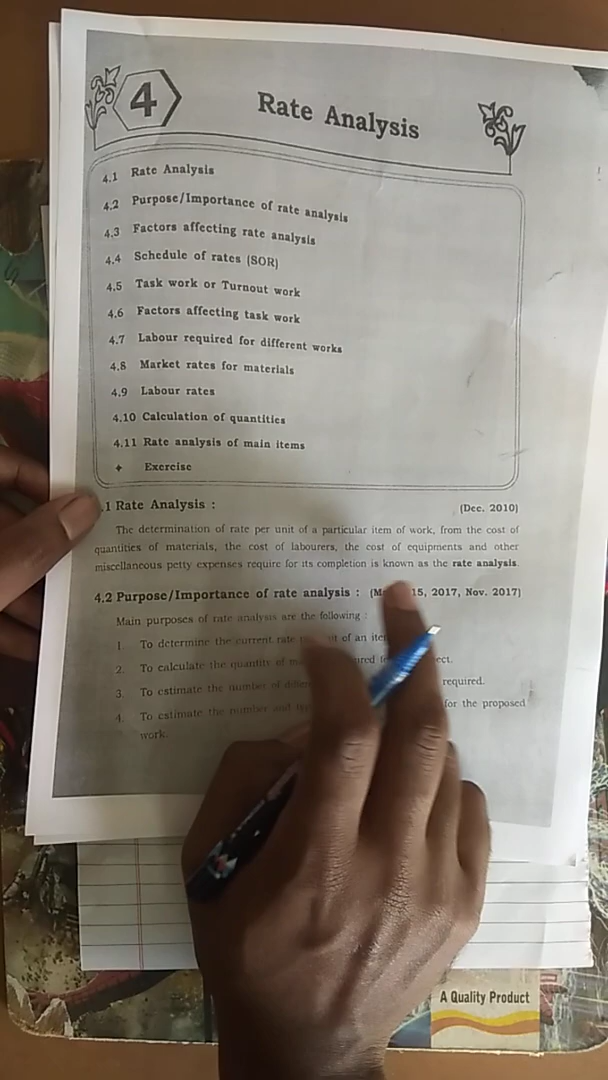 4
Rate Analysis
4.1 Rate Analysis
4.2 Purpose/Importance of rate analysis
4.3 Factors affecting rate analysis
4.4 Schedule of rates (SOR)
4.5 Task work or Turnout work
4.6 Factors affecting task work
4.7 Labour required for different works
4.8 Market rates for materials
4.9 Labour rates
4.10 Calculation of quantities
4.11 Rate analysis of main items
+ Exercise
.1 Rate Analysis : (Dec. 2010)
The determination of rate per unit of a particular item of work, from the cost of
quantities of materials, the cost of labourers, the cost of equipments and other
miscellaneous petty expenses require for its completion is known as the rate analysis.
4.2 Purpose/Importance of rate analysis : 15, 2017, Nov. 2017)
Main purposes of rate analysis are the following :
1. To determine the current rate of an
2. To calculate the quantity of
3. To estimate the number of required.
4. To estimate the number and for the proposed
work.
A Quality Product